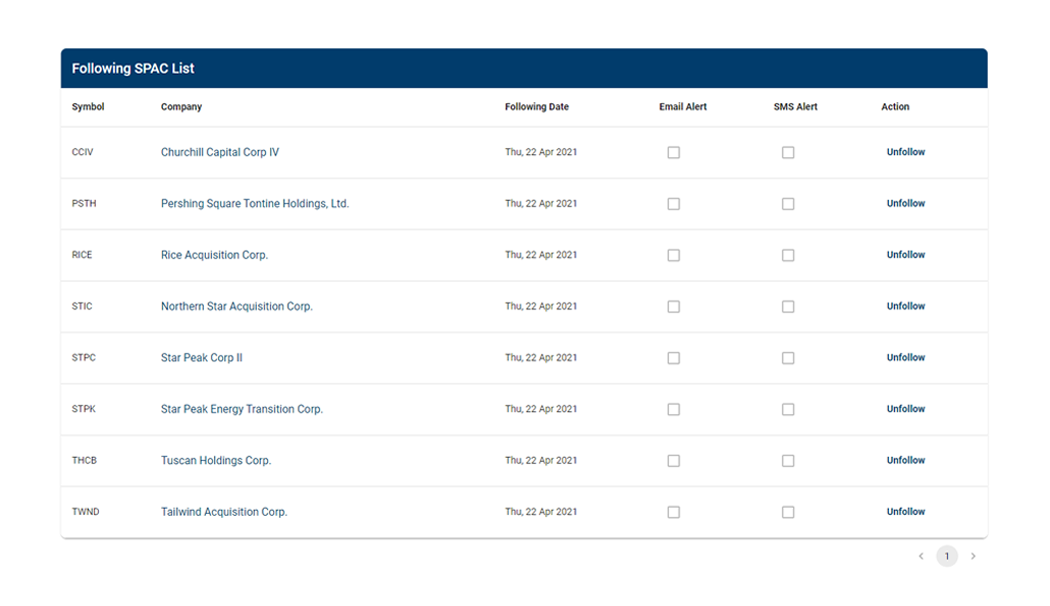 Following SPAC List
Symbol Company Following Date Email Alert SMS Alert Action
CCIV Churchill Capital Corp IV Thu, 22 Apr 2021 Unfollow
PSTH Pershing Square Tontine Holdings, Ltd. Thu, 22 Apr 2021 Unfollow
RICE Rice Acquisition Corp. Thu, 22 Apr 2021 Unfollow
STIC Northern Star Acquisition Corp. Thu, 22 Apr 2021 Unfollow
STPC Star Peak Corp II Thu, 22 Apr 2021 Unfollow
STPK Star Peak Energy Transition Corp. Thu, 22 Apr 2021 Unfollow
THCB Tuscan Holdings Corp. Thu, 22 Apr 2021 Unfollow
TWND Tailwind Acquisition Corp. Thu, 22 Apr 2021 Unfollow
< 1 >